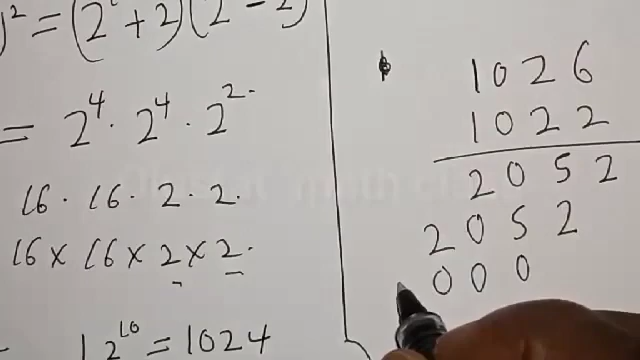 )² = (2 + 2)(2 - 2)
= 2⁴ · 2⁴ · 2² ·
16 · 16 · 2 · 2 ·
16 × 16 × 2 × 2 ·
2¹⁰ = 1024
1026
1022
2052
2052
000